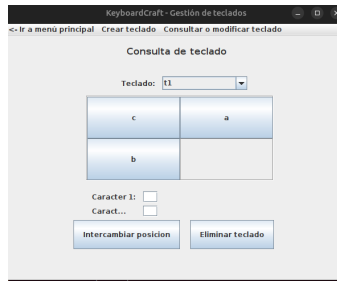 KeyboardCraft - Gestión de teclados
<- Ir a menú principal Crear teclado Consultar o modificar teclado
Consulta de teclado
Teclado: t1
c a
b
Caracter 1:
Caract...
Intercambiar posicion Eliminar teclado